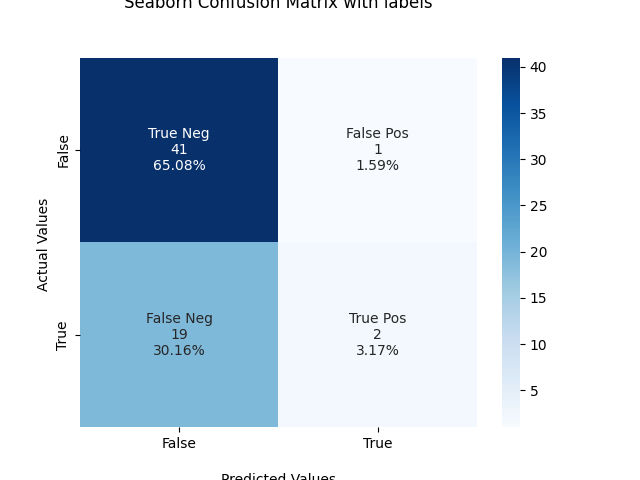 Seaborn Confusion Matrix with labels
True Neg
41
65.08%
False Pos
1
1.59%
False Neg
19
30.16%
True Pos
2
3.17%
False
True
Actual Values
False
True
Predicted Values
40
35
30
25
20
15
10
5